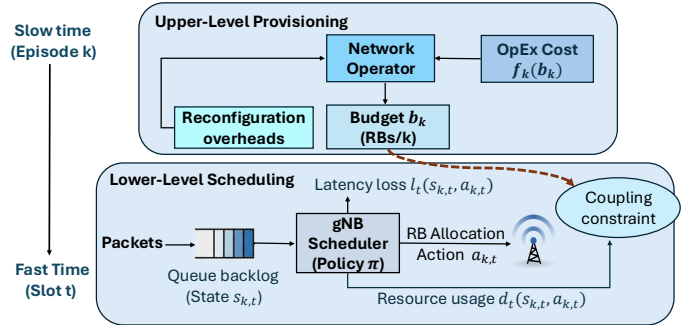 Slow time
(Episode k)
Upper-Level Provisioning
Network
Operator
OpEx Cost
f_k(b_k)
Reconfiguration
overheads
Budget b_k
(RBs/k)
Lower-Level Scheduling
Latency loss l_t(s_{k,t}, a_{k,t})
Coupling
constraint
Packets
gNB
Scheduler
(Policy π)
RB Allocation
Action a_{k,t}
Fast Time
(Slot t)
Queue backlog
(State s_{k,t})
Resource usage d_t(s_{k,t}, a_{k,t})